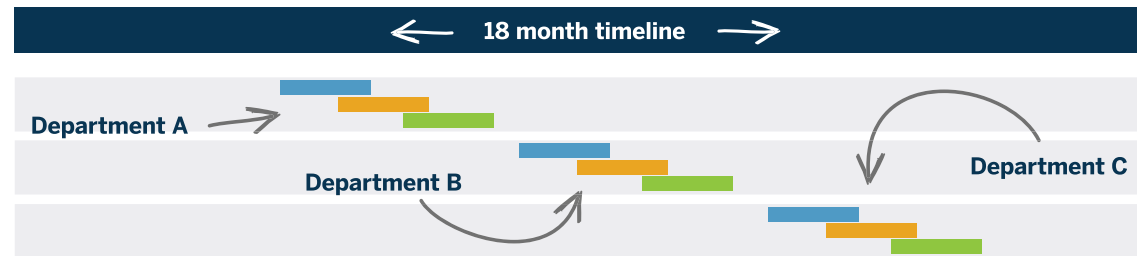 18 month timeline
Department A
Department B
Department C